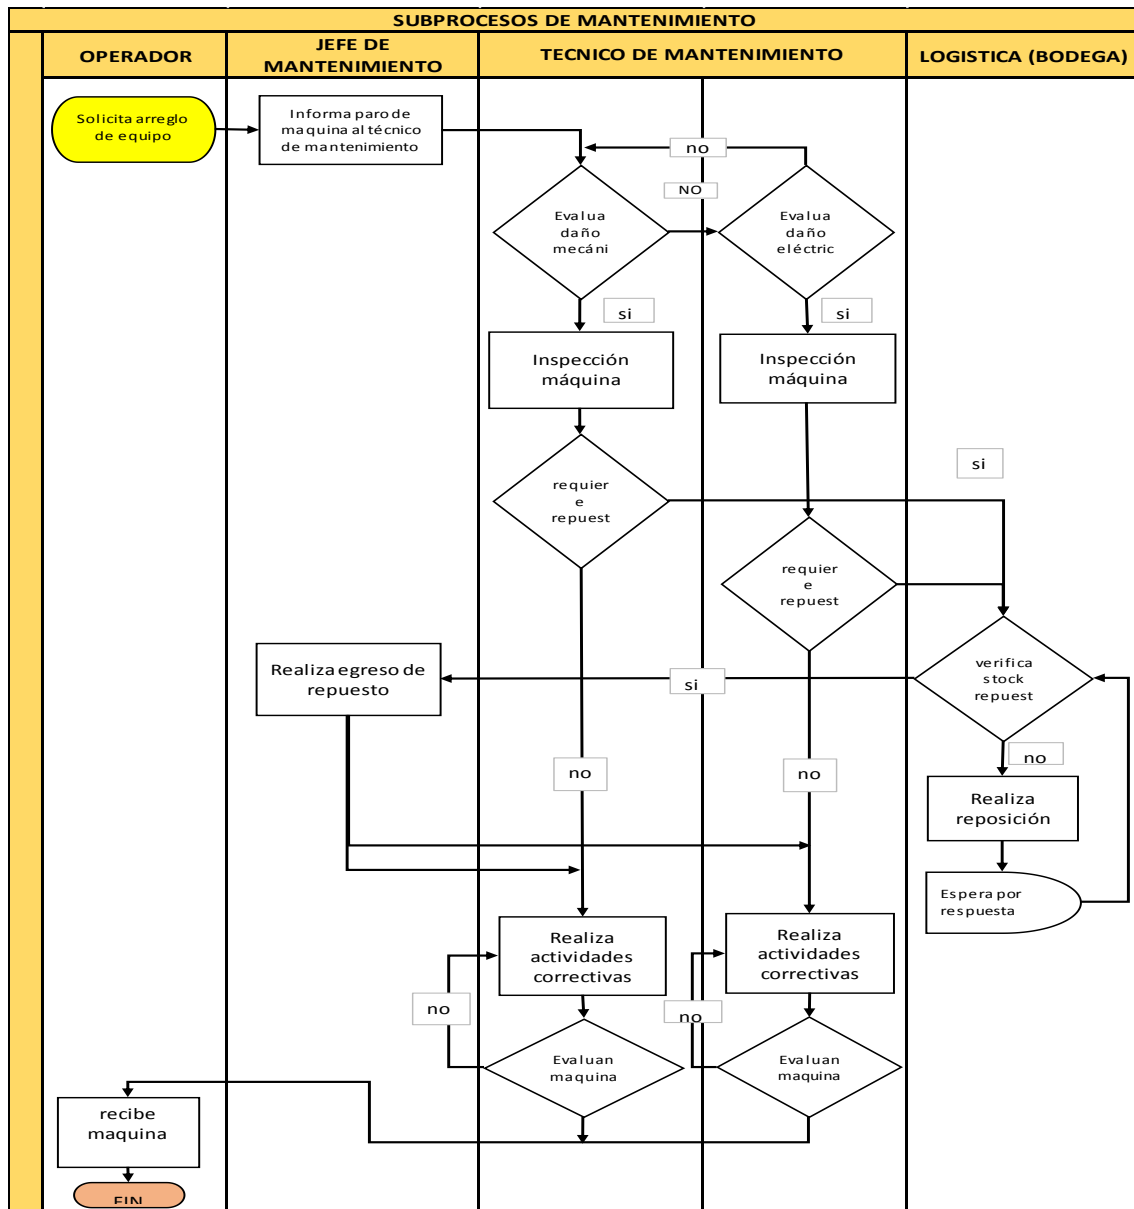 SUBPROCESOS DE MANTENIMIENTO
OPERADOR
JEFE DE
MANTENIMIENTO
TECNICO DE MANTENIMIENTO
LOGISTICA (BODEGA)
Solicita arreglo
de equipo
Informa paro de
maquina al técnico
de mantenimiento
no
NO
Evalua
daño
mecáni
Evalua
daño
eléctric
si
si
Inspección
máquina
Inspección
máquina
si
requier
e
repuest
requier
e
repuest
Realiza egreso de
repuesto
si
verifica
stock
repuest
no
no
no
Realiza
reposición
Espera por
respuesta
Realiza
actividades
correctivas
Realiza
actividades
correctivas
no
no
Evaluan
maquina
Evaluan
maquina
recibe
maquina
FIN